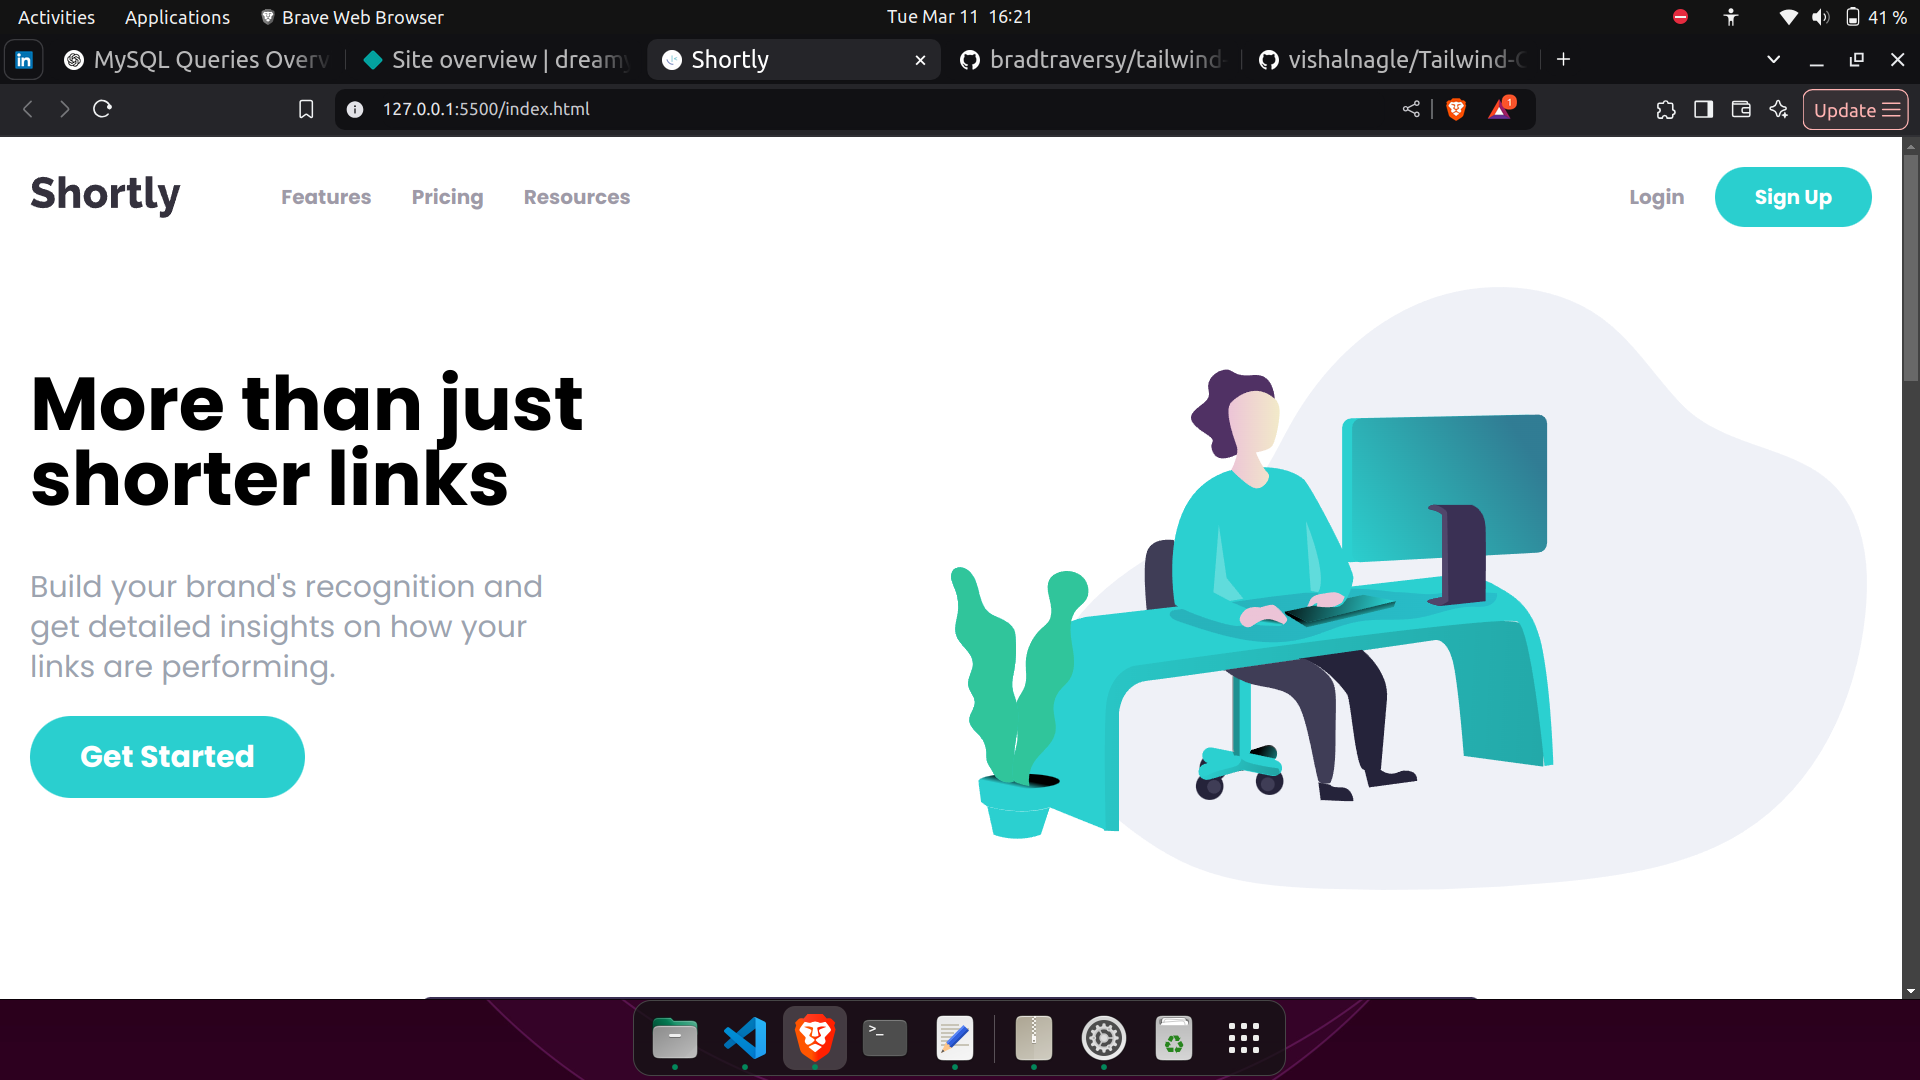 Activities Applications Brave Web Browser Tue Mar 11 16:21 41 %
in MySQL Queries Overv Site overview | dreamy Shortly bradtraversy/tailwind- vishalnagle/Tailwind-C
127.0.0.1:5500/index.html 1 Update
Shortly Features Pricing Resources Login Sign Up
More than just
shorter links
Build your brand's recognition and
get detailed insights on how your
links are performing.
Get Started
>_